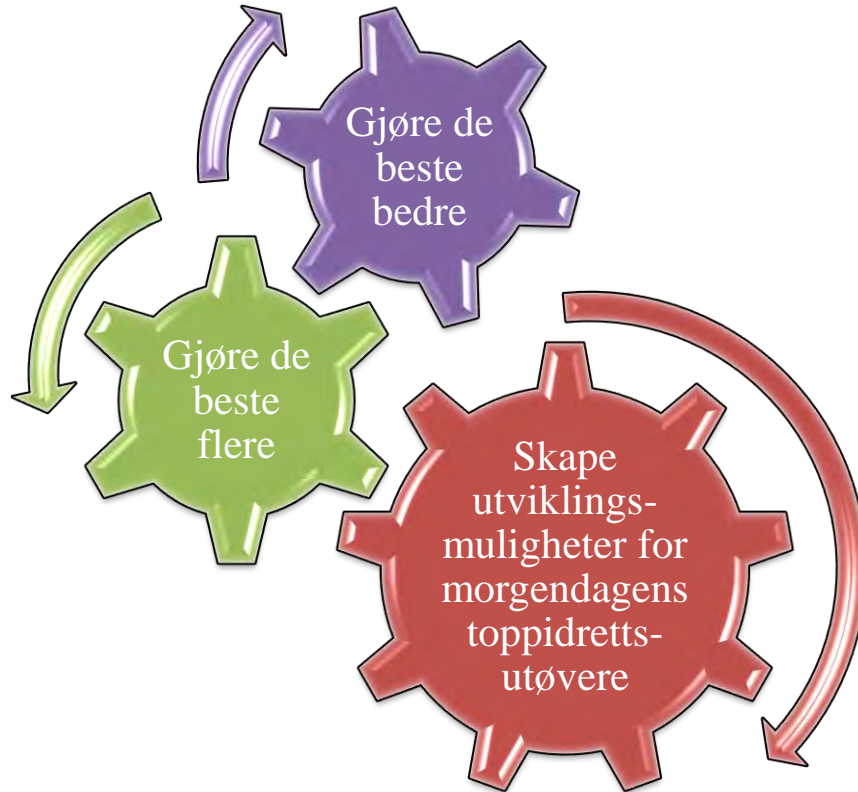 Gjøre de
beste
bedre
Gjøre de
beste
flere
Skape
utviklings-
muligheter for
morgendagens
toppidretts-
utøvere